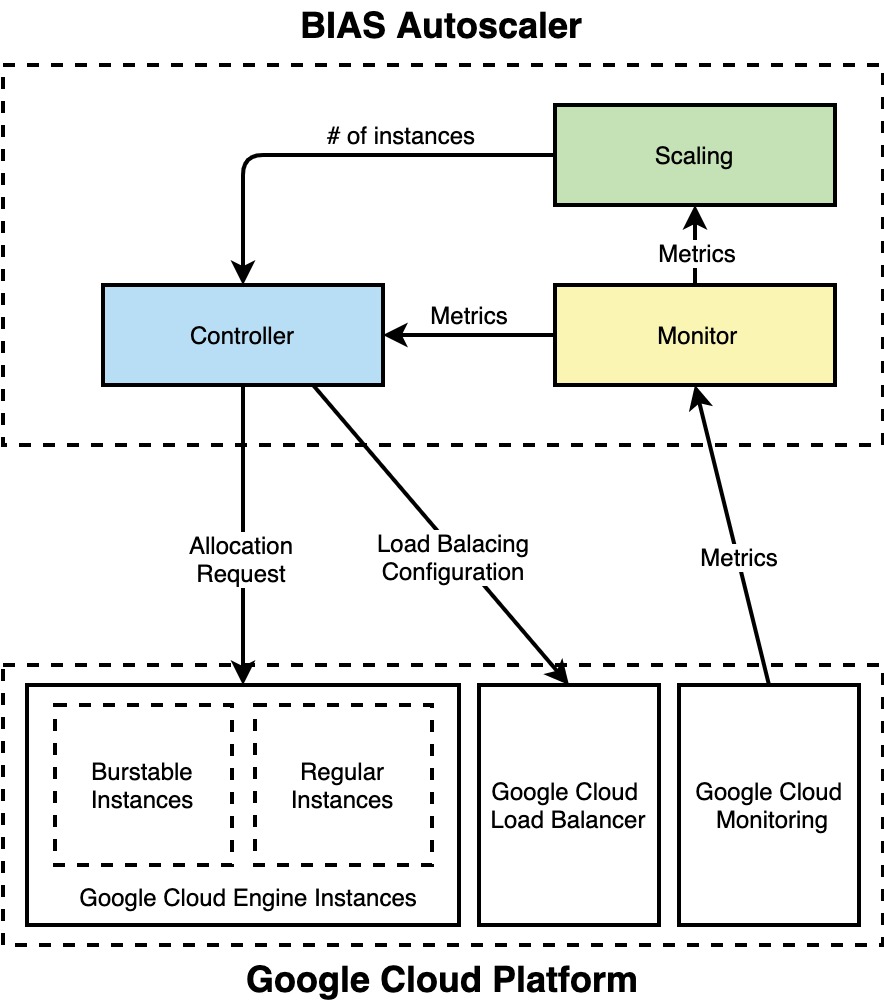 BIAS Autoscaler
# of instances
Scaling
Metrics
Controller
Metrics
Monitor
Allocation
Request
Load Balacing
Configuration
Metrics
Burstable
Instances
Regular
Instances
Google Cloud Engine Instances
Google Cloud
Load Balancer
Google Cloud
Monitoring
Google Cloud Platform